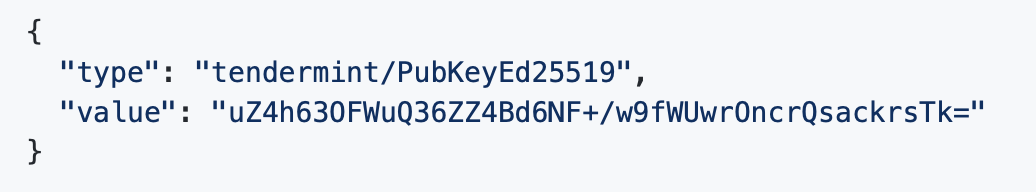 {
"type": "tendermint/PubKeyEd25519",
"value": "uZ4h63OFWuQ36ZZ4Bd6NF+/w9fWUwrOncrQsackrsTk="
}